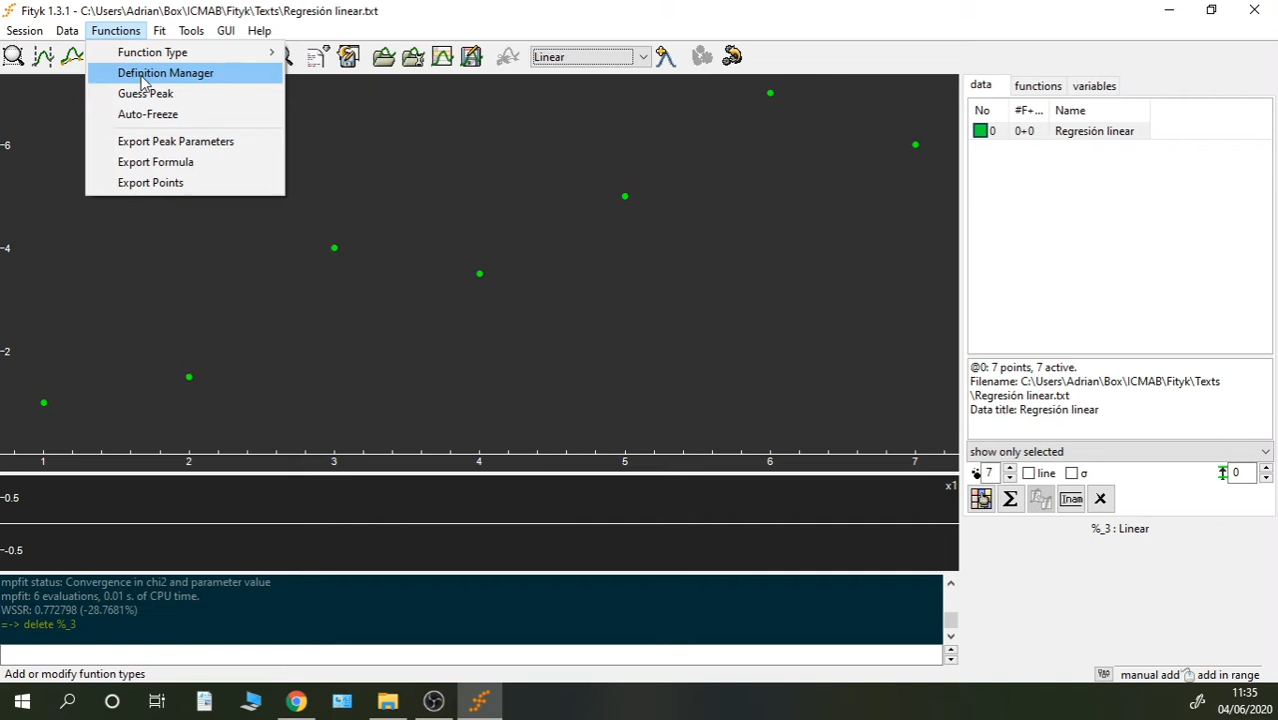 Fityk 1.3.1 - C:\Users\Adrian\Box\ICMAB\Fityk\Texts\Regresión linear.txt
Session Data Functions Fit Tools GUI Help
Linear
Function Type
Definition Manager
Guess Peak
Auto-Freeze
Export Peak Parameters
Export Formula
Export Points
-6
-4
-2
1 2 3 4 5 6 7
x1
0.5
-0.5
data functions variables
No #F+... Name
0 0+0 Regresión linear
@0: 7 points, 7 active.
Filename: C:\Users\Adrian\Box\ICMAB\Fityk\Texts
\Regresión linear.txt
Data title: Regresión linear
show only selected
7 line σ 0
Σ Inam x
%_3 : Linear
mpfit status: Convergence in chi2 and parameter value
mpfit: 6 evaluations, 0.01 s. of CPU time.
WSSR: 0.772798 (-28.7681%)
=-> delete %_3
Add or modify funtion types
manual add add in range
11:35
04/06/2020